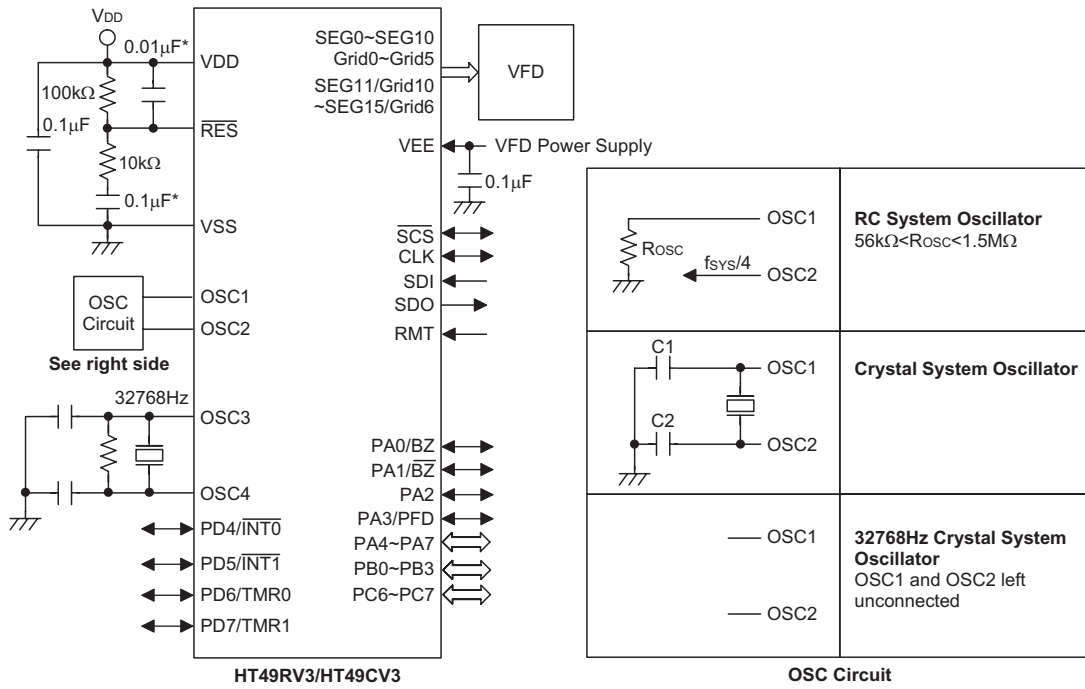 VDD
0.01μF*
VDD
100kΩ
0.1μF
RES
10kΩ
0.1μF*
VSS
OSC
Circuit
OSC1
OSC2
See right side
32768Hz
OSC3
OSC4
PD4/INT0
PD5/INT1
PD6/TMR0
PD7/TMR1
SEG0~SEG10
Grid0~Grid5
SEG11/Grid10
~SEG15/Grid6
VFD
VEE
VFD Power Supply
0.1μF
SCS
CLK
SDI
SDO
RMT
PA0/BZ
PA1/BZ
PA2
PA3/PFD
PA4~PA7
PB0~PB3
PC6~PC7
HT49RV3/HT49CV3
OSC1
ROSC
fSYS/4
OSC2
RC System Oscillator
56kΩ<ROSC<1.5MΩ
C1
OSC1
C2
OSC2
Crystal System Oscillator
OSC1
OSC2
32768Hz Crystal System
Oscillator
OSC1 and OSC2 left
unconnected
OSC Circuit